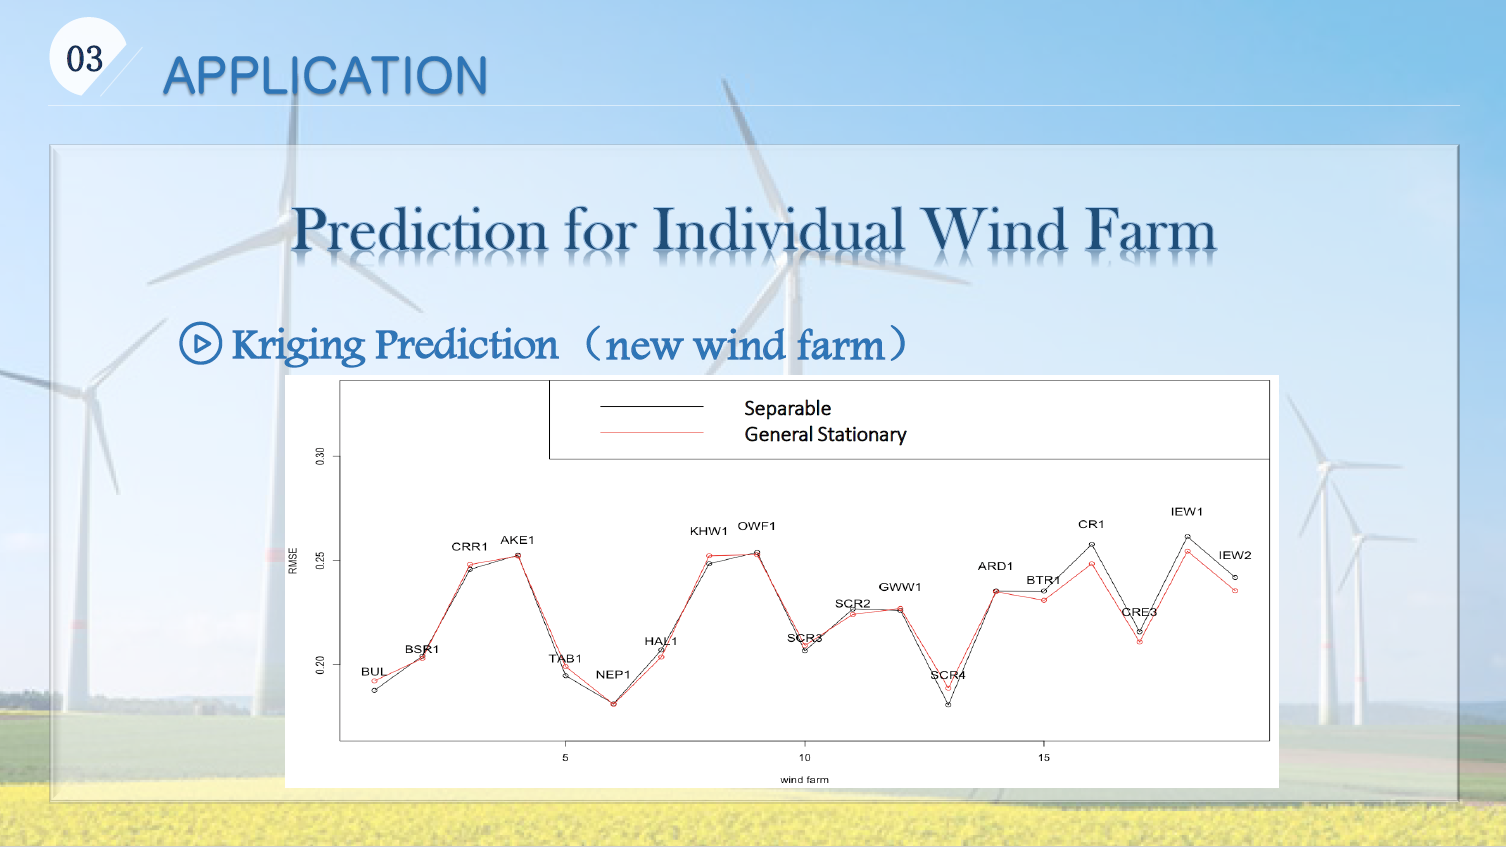 03
APPLICATION
Prediction for Individual Wind Farm
Kriging Prediction（new wind farm）
Separable
General Stationary
RMSE
0.30
0.25
0.20
BUL
BSR1
CRR1
AKE1
TAB1
NEP1
HAL1
KHW1
OWF1
SCR3
SCR2
GWW1
SCR4
ARD1
BTR1
CR1
CRE3
IEW1
IEW2
5
10
15
wind farm